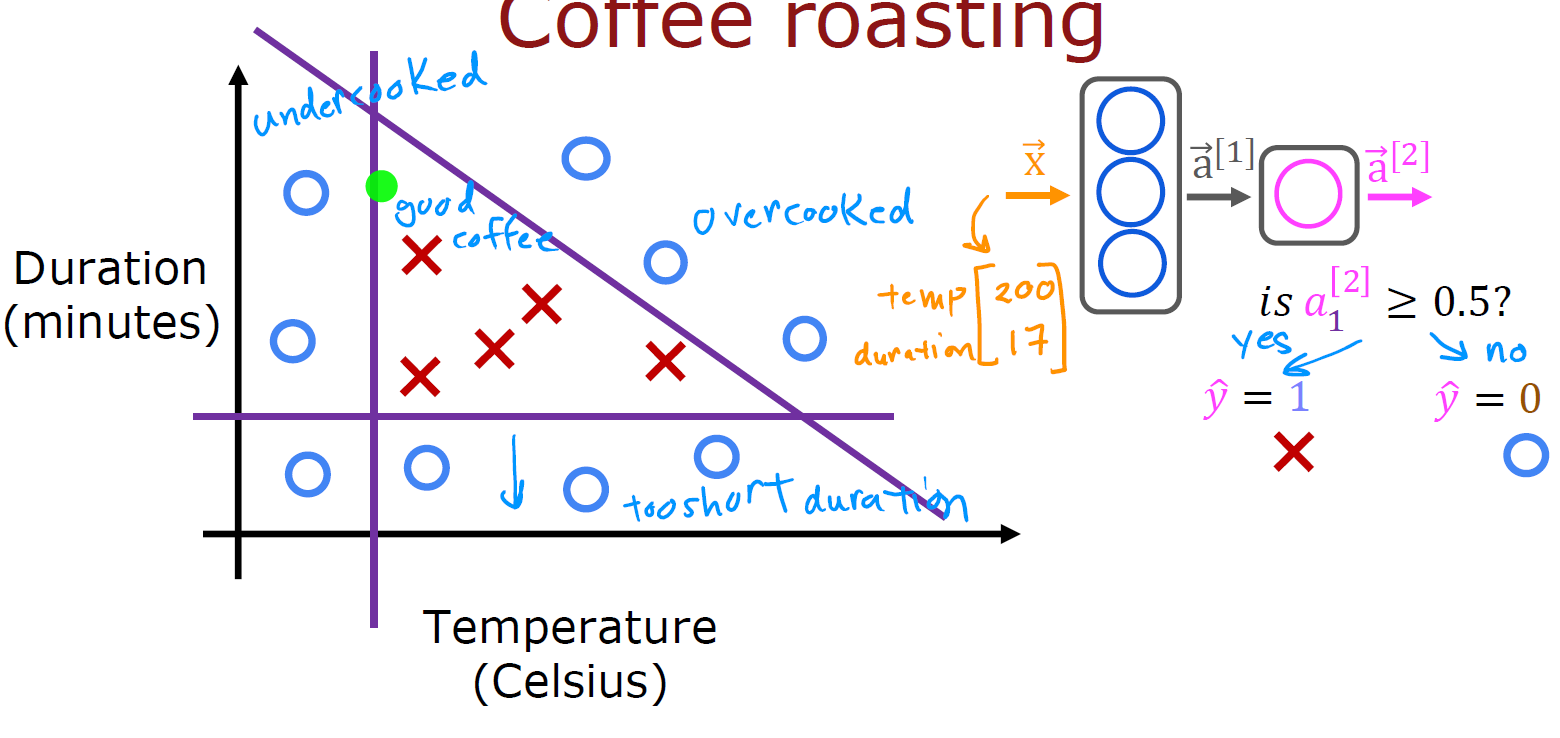 Coffee roasting
undercooked
good
coffee
overcooked
too short duration
Duration
(minutes)
Temperature
(Celsius)
x⃗
a⃗[1]
a⃗[2]
temp [200
duration 17]
is a₁[2] ≥ 0.5?
yes
no
ŷ = 1
ŷ = 0